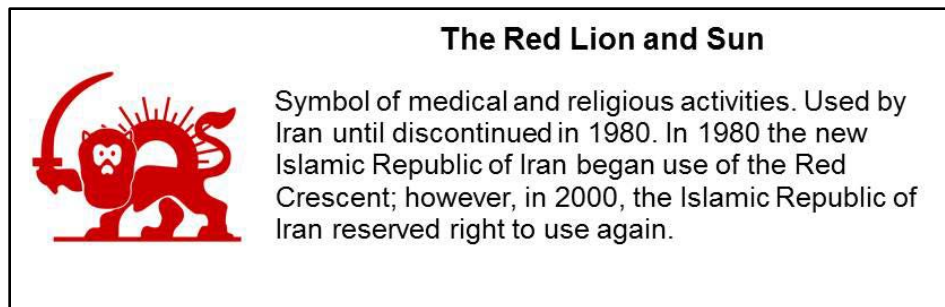 The Red Lion and Sun
Symbol of medical and religious activities. Used by
Iran until discontinued in 1980. In 1980 the new
Islamic Republic of Iran began use of the Red
Crescent; however, in 2000, the Islamic Republic of
Iran reserved right to use again.